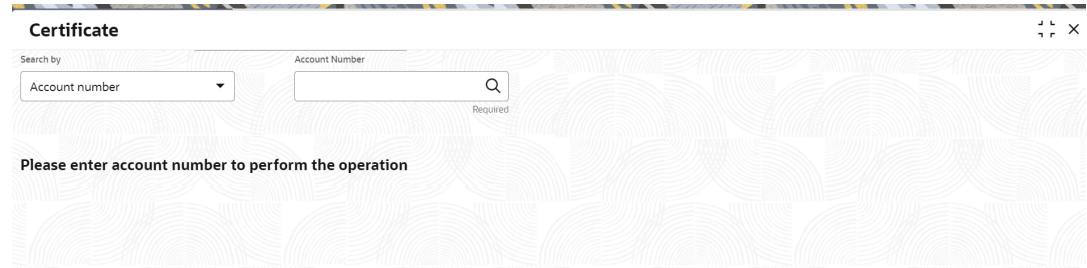 Certificate
Search by
Account Number
Account number
Required
Please enter account number to perform the operation